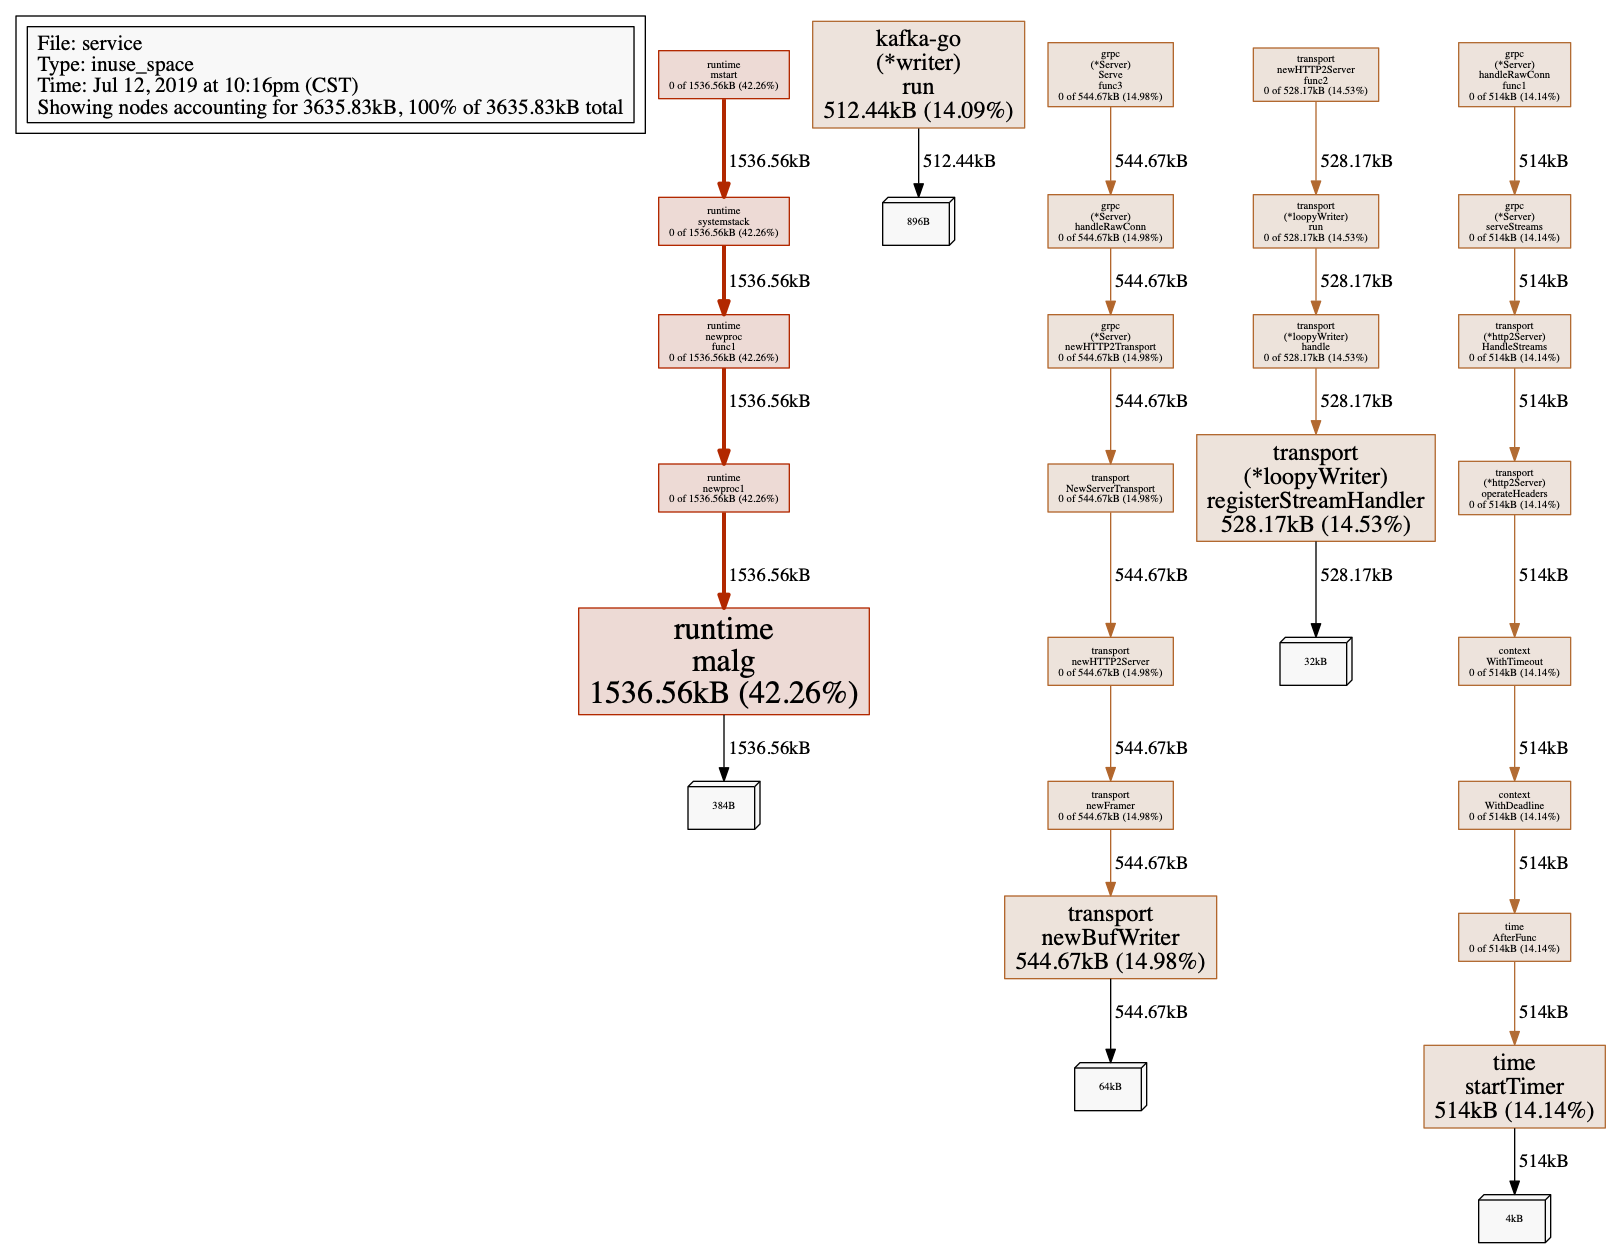 File: service
Type: inuse_space
Time: Jul 12, 2019 at 10:16pm (CST)
Showing nodes accounting for 3635.83kB, 100% of 3635.83kB total
runtime
mstart
0 of 1536.56kB (42.26%)
1536.56kB
runtime
systemstack
0 of 1536.56kB (42.26%)
1536.56kB
runtime
newproc
func1
0 of 1536.56kB (42.26%)
1536.56kB
runtime
newproc1
0 of 1536.56kB (42.26%)
1536.56kB
runtime
malg
1536.56kB (42.26%)
1536.56kB
384B
kafka-go
(*writer)
run
512.44kB (14.09%)
512.44kB
896B
grpc
(*Server)
Serve
func3
0 of 544.67kB (14.98%)
544.67kB
grpc
(*Server)
handleRawConn
0 of 544.67kB (14.98%)
544.67kB
grpc
(*Server)
newHTTP2Transport
0 of 544.67kB (14.98%)
544.67kB
transport
NewServerTransport
0 of 544.67kB (14.98%)
544.67kB
transport
newHTTP2Server
0 of 544.67kB (14.98%)
544.67kB
transport
newFramer
0 of 544.67kB (14.98%)
544.67kB
transport
newBufWriter
544.67kB (14.98%)
544.67kB
64kB
transport
newHTTP2Server
func2
0 of 528.17kB (14.53%)
528.17kB
transport
(*loopyWriter)
run
0 of 528.17kB (14.53%)
528.17kB
transport
(*loopyWriter)
handle
0 of 528.17kB (14.53%)
528.17kB
transport
(*loopyWriter)
registerStreamHandler
528.17kB (14.53%)
528.17kB
32kB
grpc
(*Server)
handleRawConn
func1
0 of 514kB (14.14%)
514kB
grpc
(*Server)
serveStreams
0 of 514kB (14.14%)
514kB
transport
(*http2Server)
HandleStreams
0 of 514kB (14.14%)
514kB
transport
(*http2Server)
operateHeaders
0 of 514kB (14.14%)
514kB
context
WithTimeout
0 of 514kB (14.14%)
514kB
context
WithDeadline
0 of 514kB (14.14%)
514kB
time
AfterFunc
0 of 514kB (14.14%)
514kB
time
startTimer
514kB (14.14%)
514kB
4kB